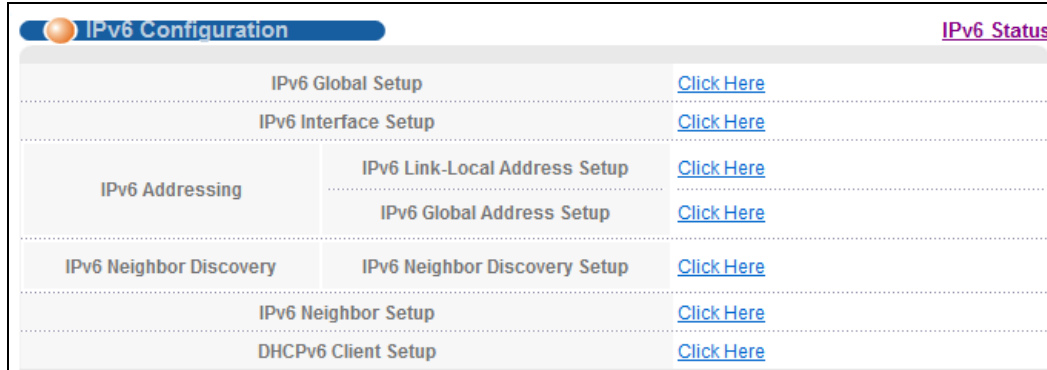 IPv6 Configuration
IPv6 Status
IPv6 Global Setup Click Here
IPv6 Interface Setup Click Here
IPv6 Addressing
IPv6 Link-Local Address Setup Click Here
IPv6 Global Address Setup Click Here
IPv6 Neighbor Discovery IPv6 Neighbor Discovery Setup Click Here
IPv6 Neighbor Setup Click Here
DHCPv6 Client Setup Click Here